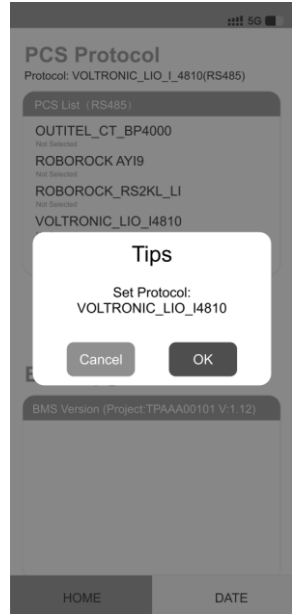 5G
PCS Protocol
Protocol: VOLTRONIC_LIO_I_4810(RS485)
PCS List（RS485）
OUTITEL_CT_BP4000
Not Selected
ROBOROCK AYI9
Not Selected
ROBOROCK_RS2KL_LI
Not Selected
VOLTRONIC_LIO_I4810
Tips
Set Protocol:
VOLTRONIC_LIO_I4810
Cancel
OK
BMS Version (Project:TPAAA00101 V:1.12)
HOME
DATE